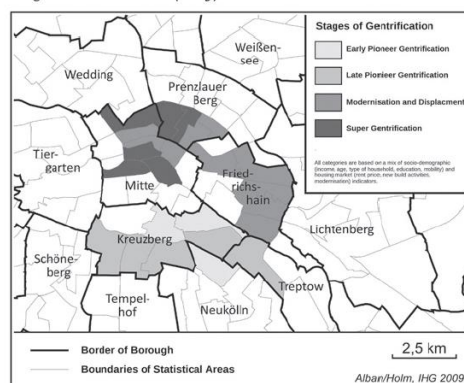 Stages of Gentrification
Early Pioneer Gentrification
Late Pionieer Gentrification
Modernisation and Displacment
Super Gentrification
All categories are based on a mix of socio-demographic
(income, age, type of household, education, mobility) and
housing market (rent price, new build activities,
modernisation) indicators.
Weißen-
see
Wedding
Prenzlauer
Berg
Tier-
garten
Mitte
Fried-
richs-
hain
Lichtenberg
Kreuzberg
Schöne-
berg
Treptow
Tempel-
hof
Neukölln
Border of Borough
Boundaries of Statistical Areas
2,5 km
Alban/Holm, IHG 2009